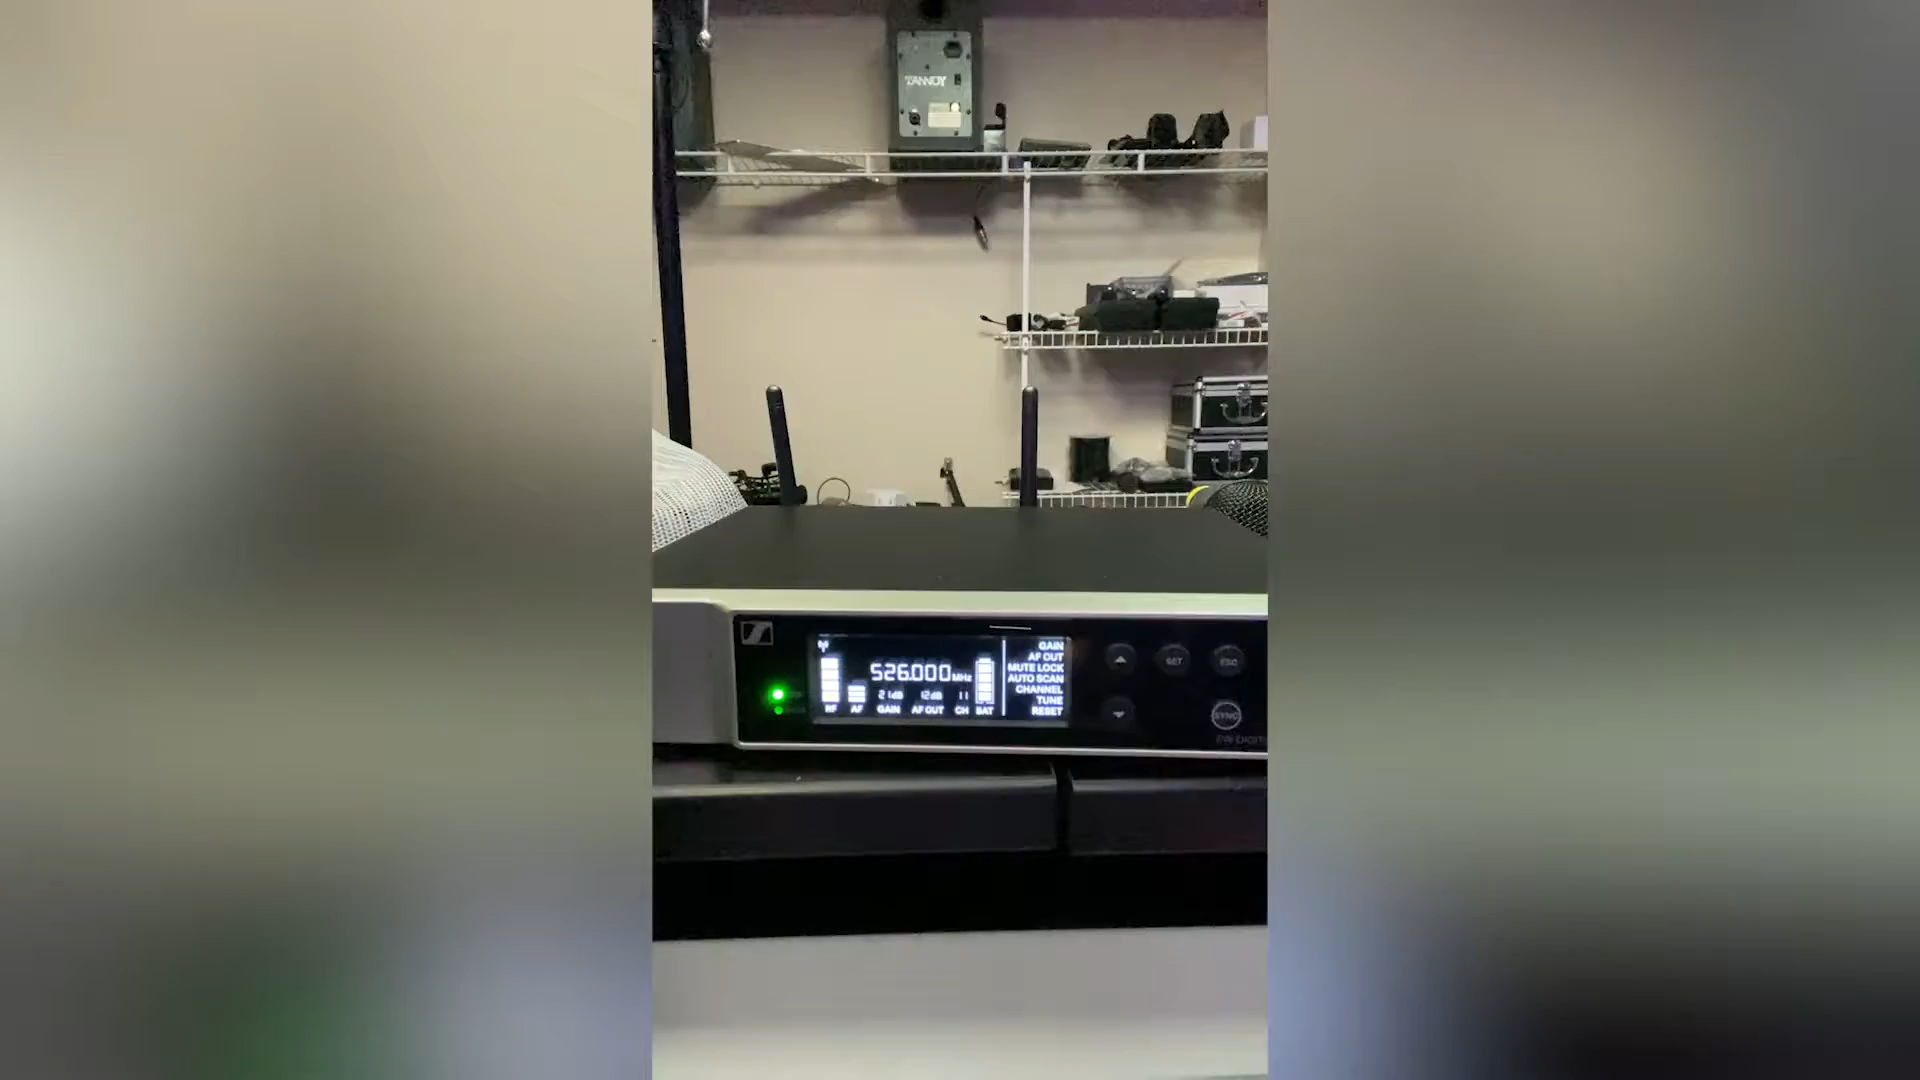 TANNOY
526.000 MHz
21dB 12dB 11
RF AF GAIN AF OUT CH BAT
GAIN
AF OUT
MUTE LOCK
AUTO SCAN
CHANNEL
TUNE
RESET
SET
ESC
SYNC